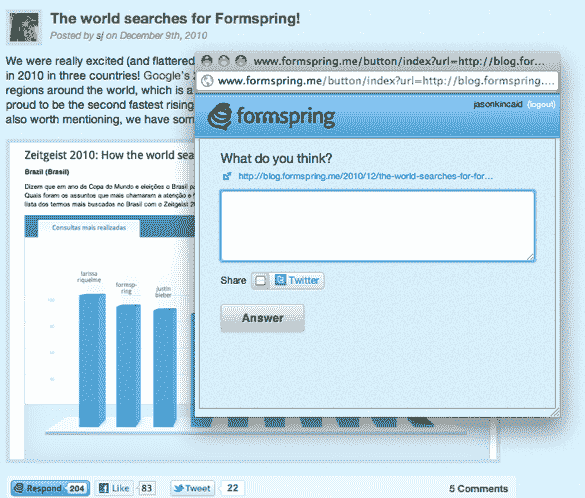 The world searches for Formspring!
Posted by sj on December 9th, 2010
We were really excited (and flattered
in 2010 in three countries! Google's
regions around the world, which is a
proud to be the second fastest rising
also worth mentioning, we have som
Zeitgeist 2010: How the world sea
Brazil (Brasil)
Dizem que em ano de Copa do Mundo e eleições o Brasil pa
Quais foram os assuntos que mais chamaram a atenção e
lista dos termos mais buscados no Brasil com o Zeitgeist 2
Consultas mais realizadas
larissa
riquelme
formsp-
ring
justin
bieber
www.formspring.me/button/index?url=http://blog.for...
www.formspring.me/button/index?url=http://blog.formspring....
jasonkincaid (logout)
formspring
What do you think?
http://blog.formspring.me/2010/12/the-world-searches-for-for...
Share Twitter
Answer
Respond 204 Like 83 Tweet 22 5 Comments